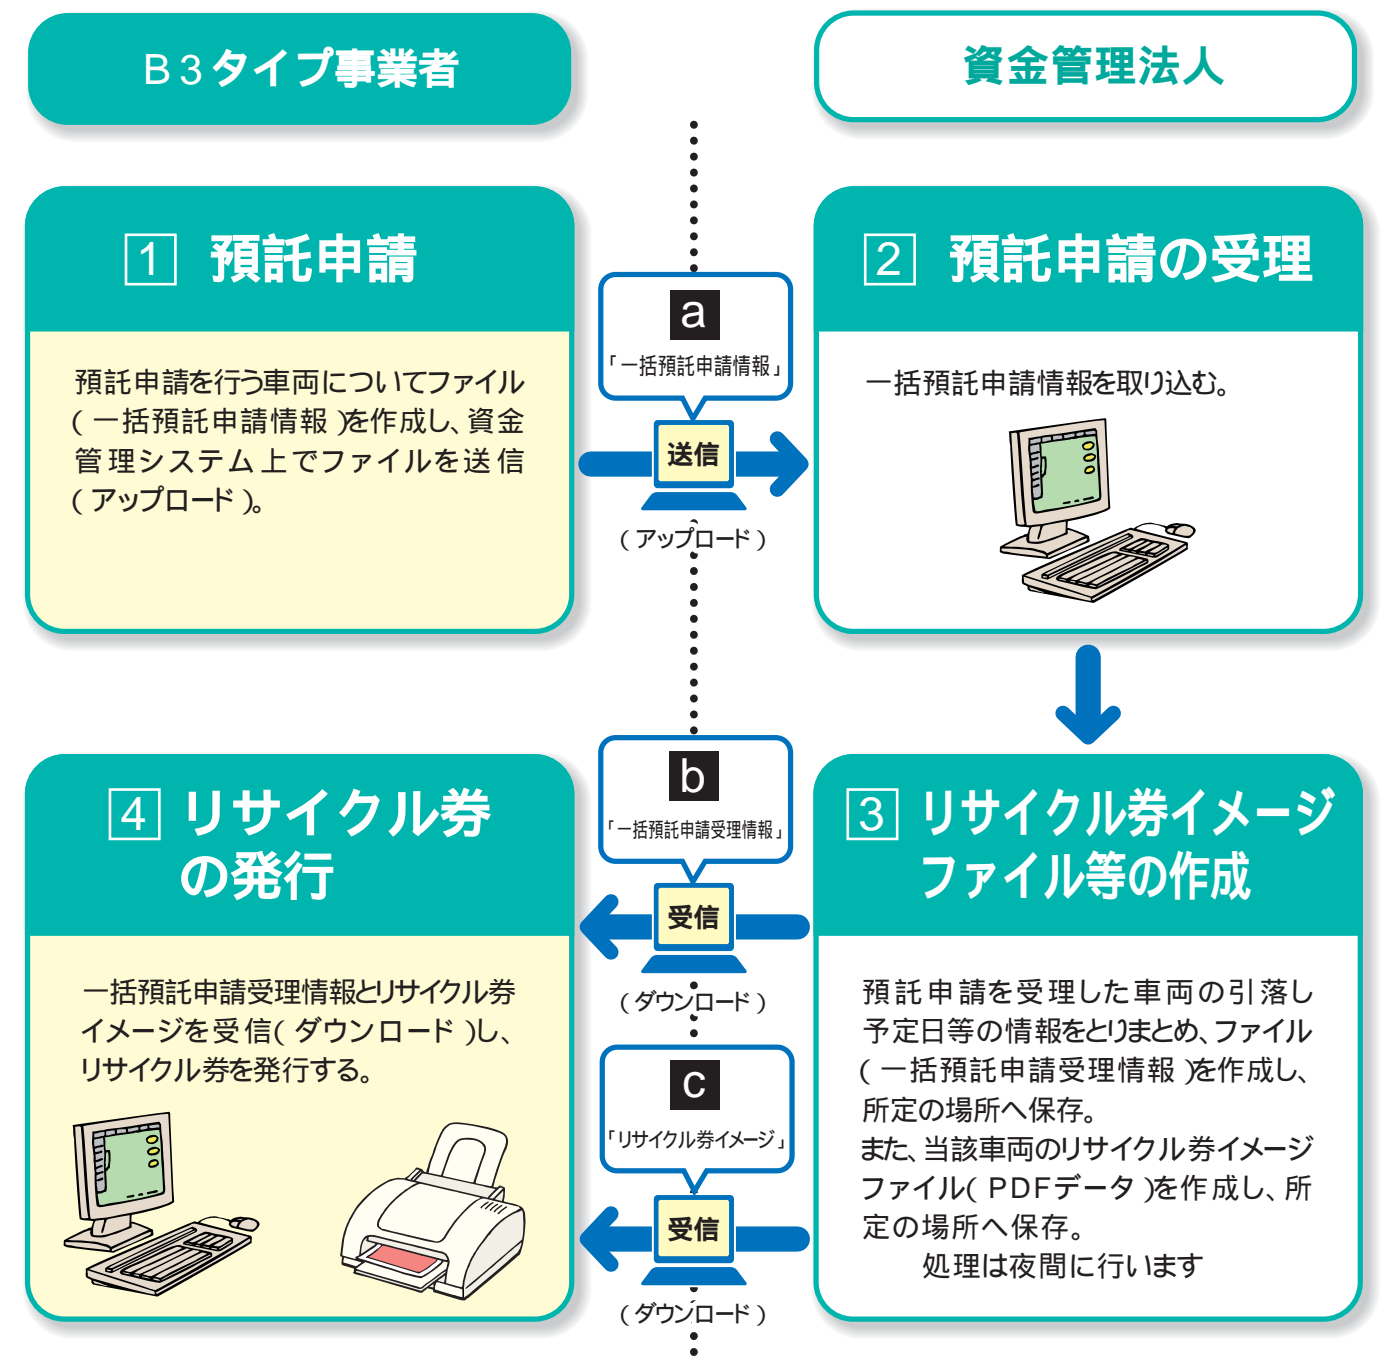 B3タイプ事業者
資金管理法人
1 預託申請
預託申請を行う車両についてファイル
(一括預託申請情報)を作成し、資金
管理システム上でファイルを送信
(アップロード)。
a
「一括預託申請情報」
送信
(アップロード)
2 預託申請の受理
一括預託申請情報を取り込む。
3 リサイクル券イメージ
ファイル等の作成
預託申請を受理した車両の引落し
予定日等の情報をとりまとめ、ファイル
(一括預託申請受理情報)を作成し、
所定の場所へ保存。
また、当該車両のリサイクル券イメージ
ファイル(PDFデータ)を作成し、所
定の場所へ保存。
処理は夜間に行います
b
「一括預託申請受理情報」
受信
(ダウンロード)
c
「リサイクル券イメージ」
受信
(ダウンロード)
4 リサイクル券
の発行
一括預託申請受理情報とリサイクル券
イメージを受信(ダウンロード)し、
リサイクル券を発行する。